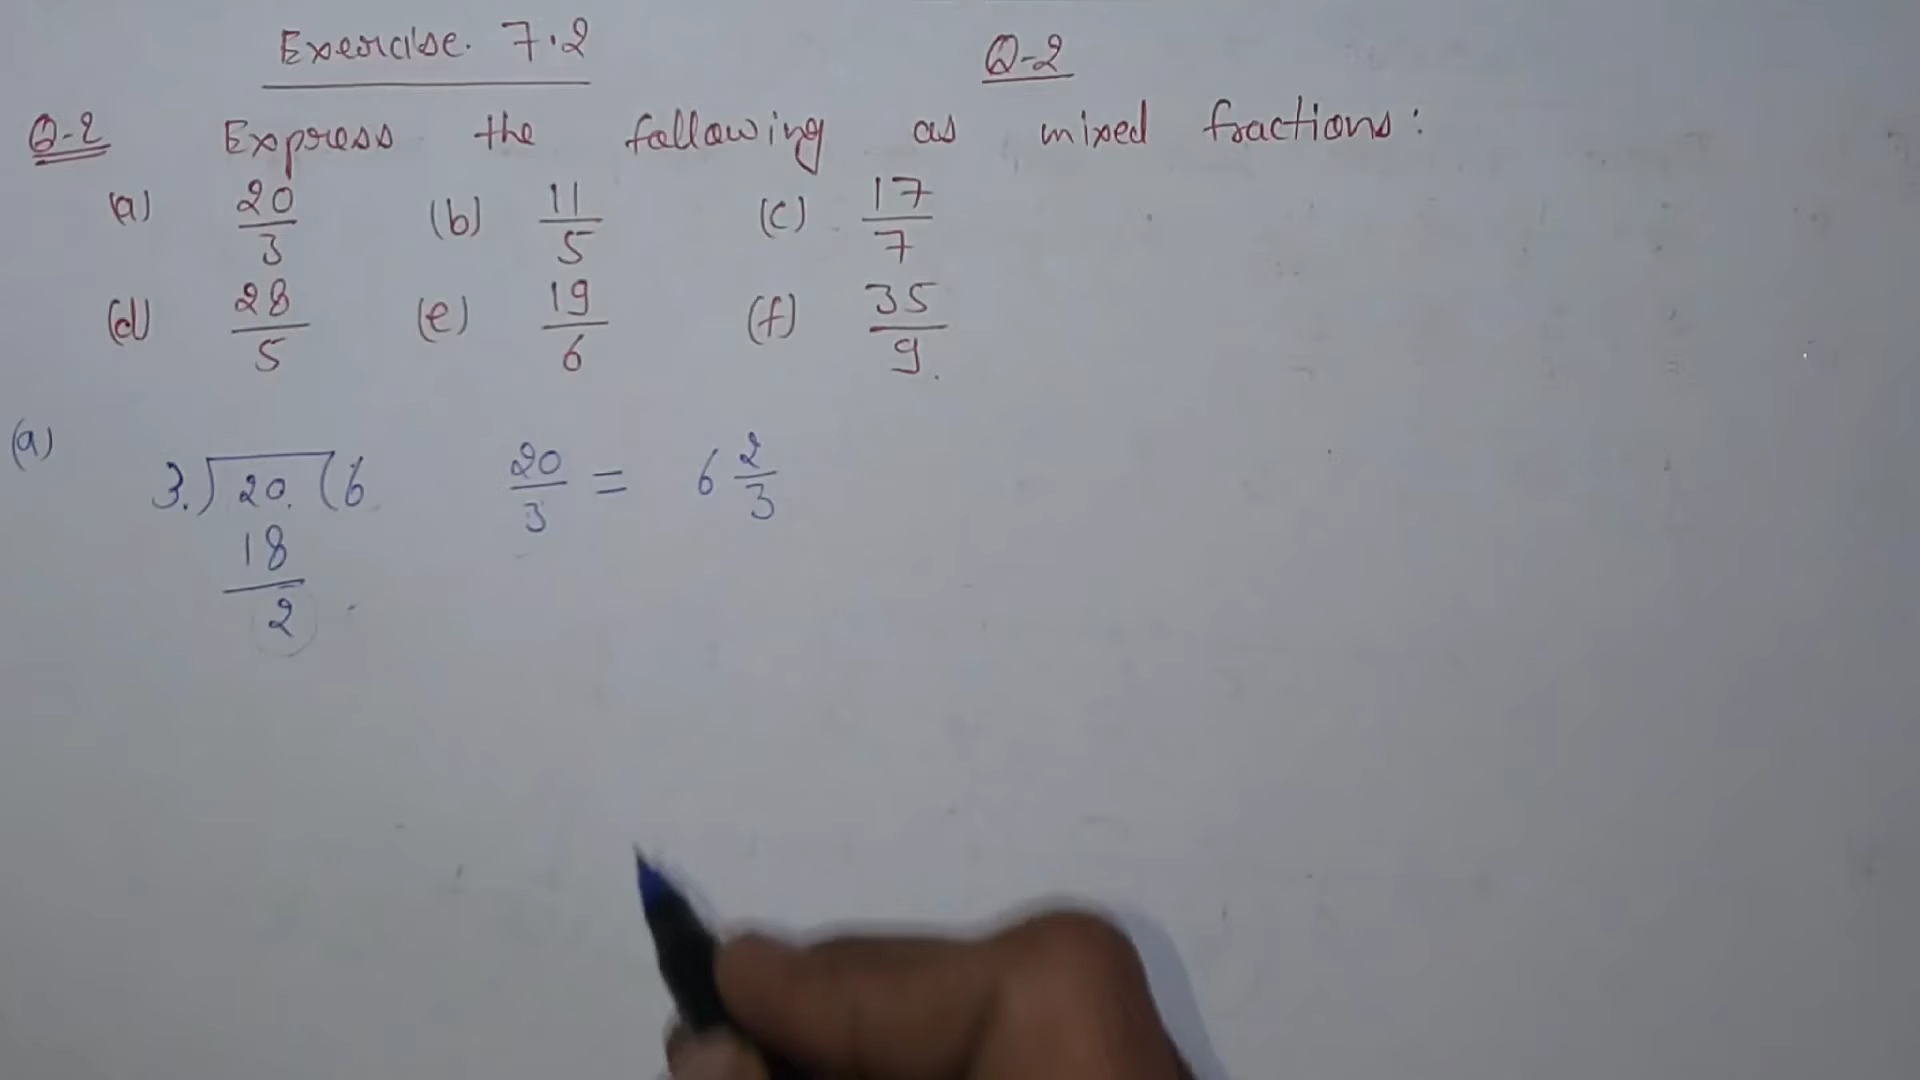 Exercise. 7.2 Q-2
Q-2 Express the following as mixed fractions:
(a) 20/3 (b) 11/5 (c) 17/7
(d) 28/5 (e) 19/6 (f) 35/9.
(a)
3.) 20. (6 20/3 = 6 2/3
18
2